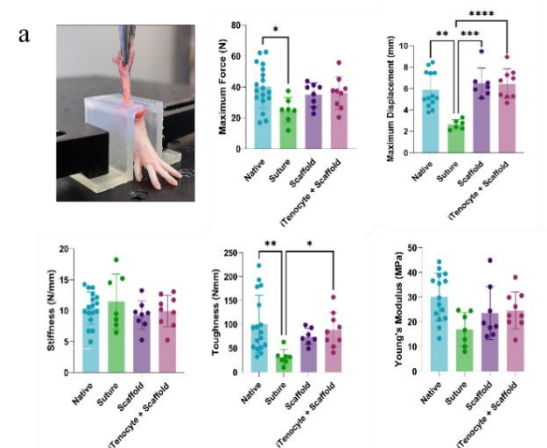 a
Maximum Force (N)
80
60
40
20
0
*
Native
Suture
Scaffold
iTenocyte + Scaffold
Maximum Displacement (mm)
10
8
6
4
2
0
** *** ****
Native
Suture
Scaffold
iTenocyte + Scaffold
Stiffness (N/mm)
20
15
10
5
0
Native
Suture
Scaffold
iTenocyte + Scaffold
Toughness (Nmm)
250
200
150
100
50
0
** *
Native
Suture
Scaffold
iTenocyte + Scaffold
Young's Modulus (MPa)
50
40
30
20
10
0
Native
Suture
Scaffold
iTenocyte + Scaffold